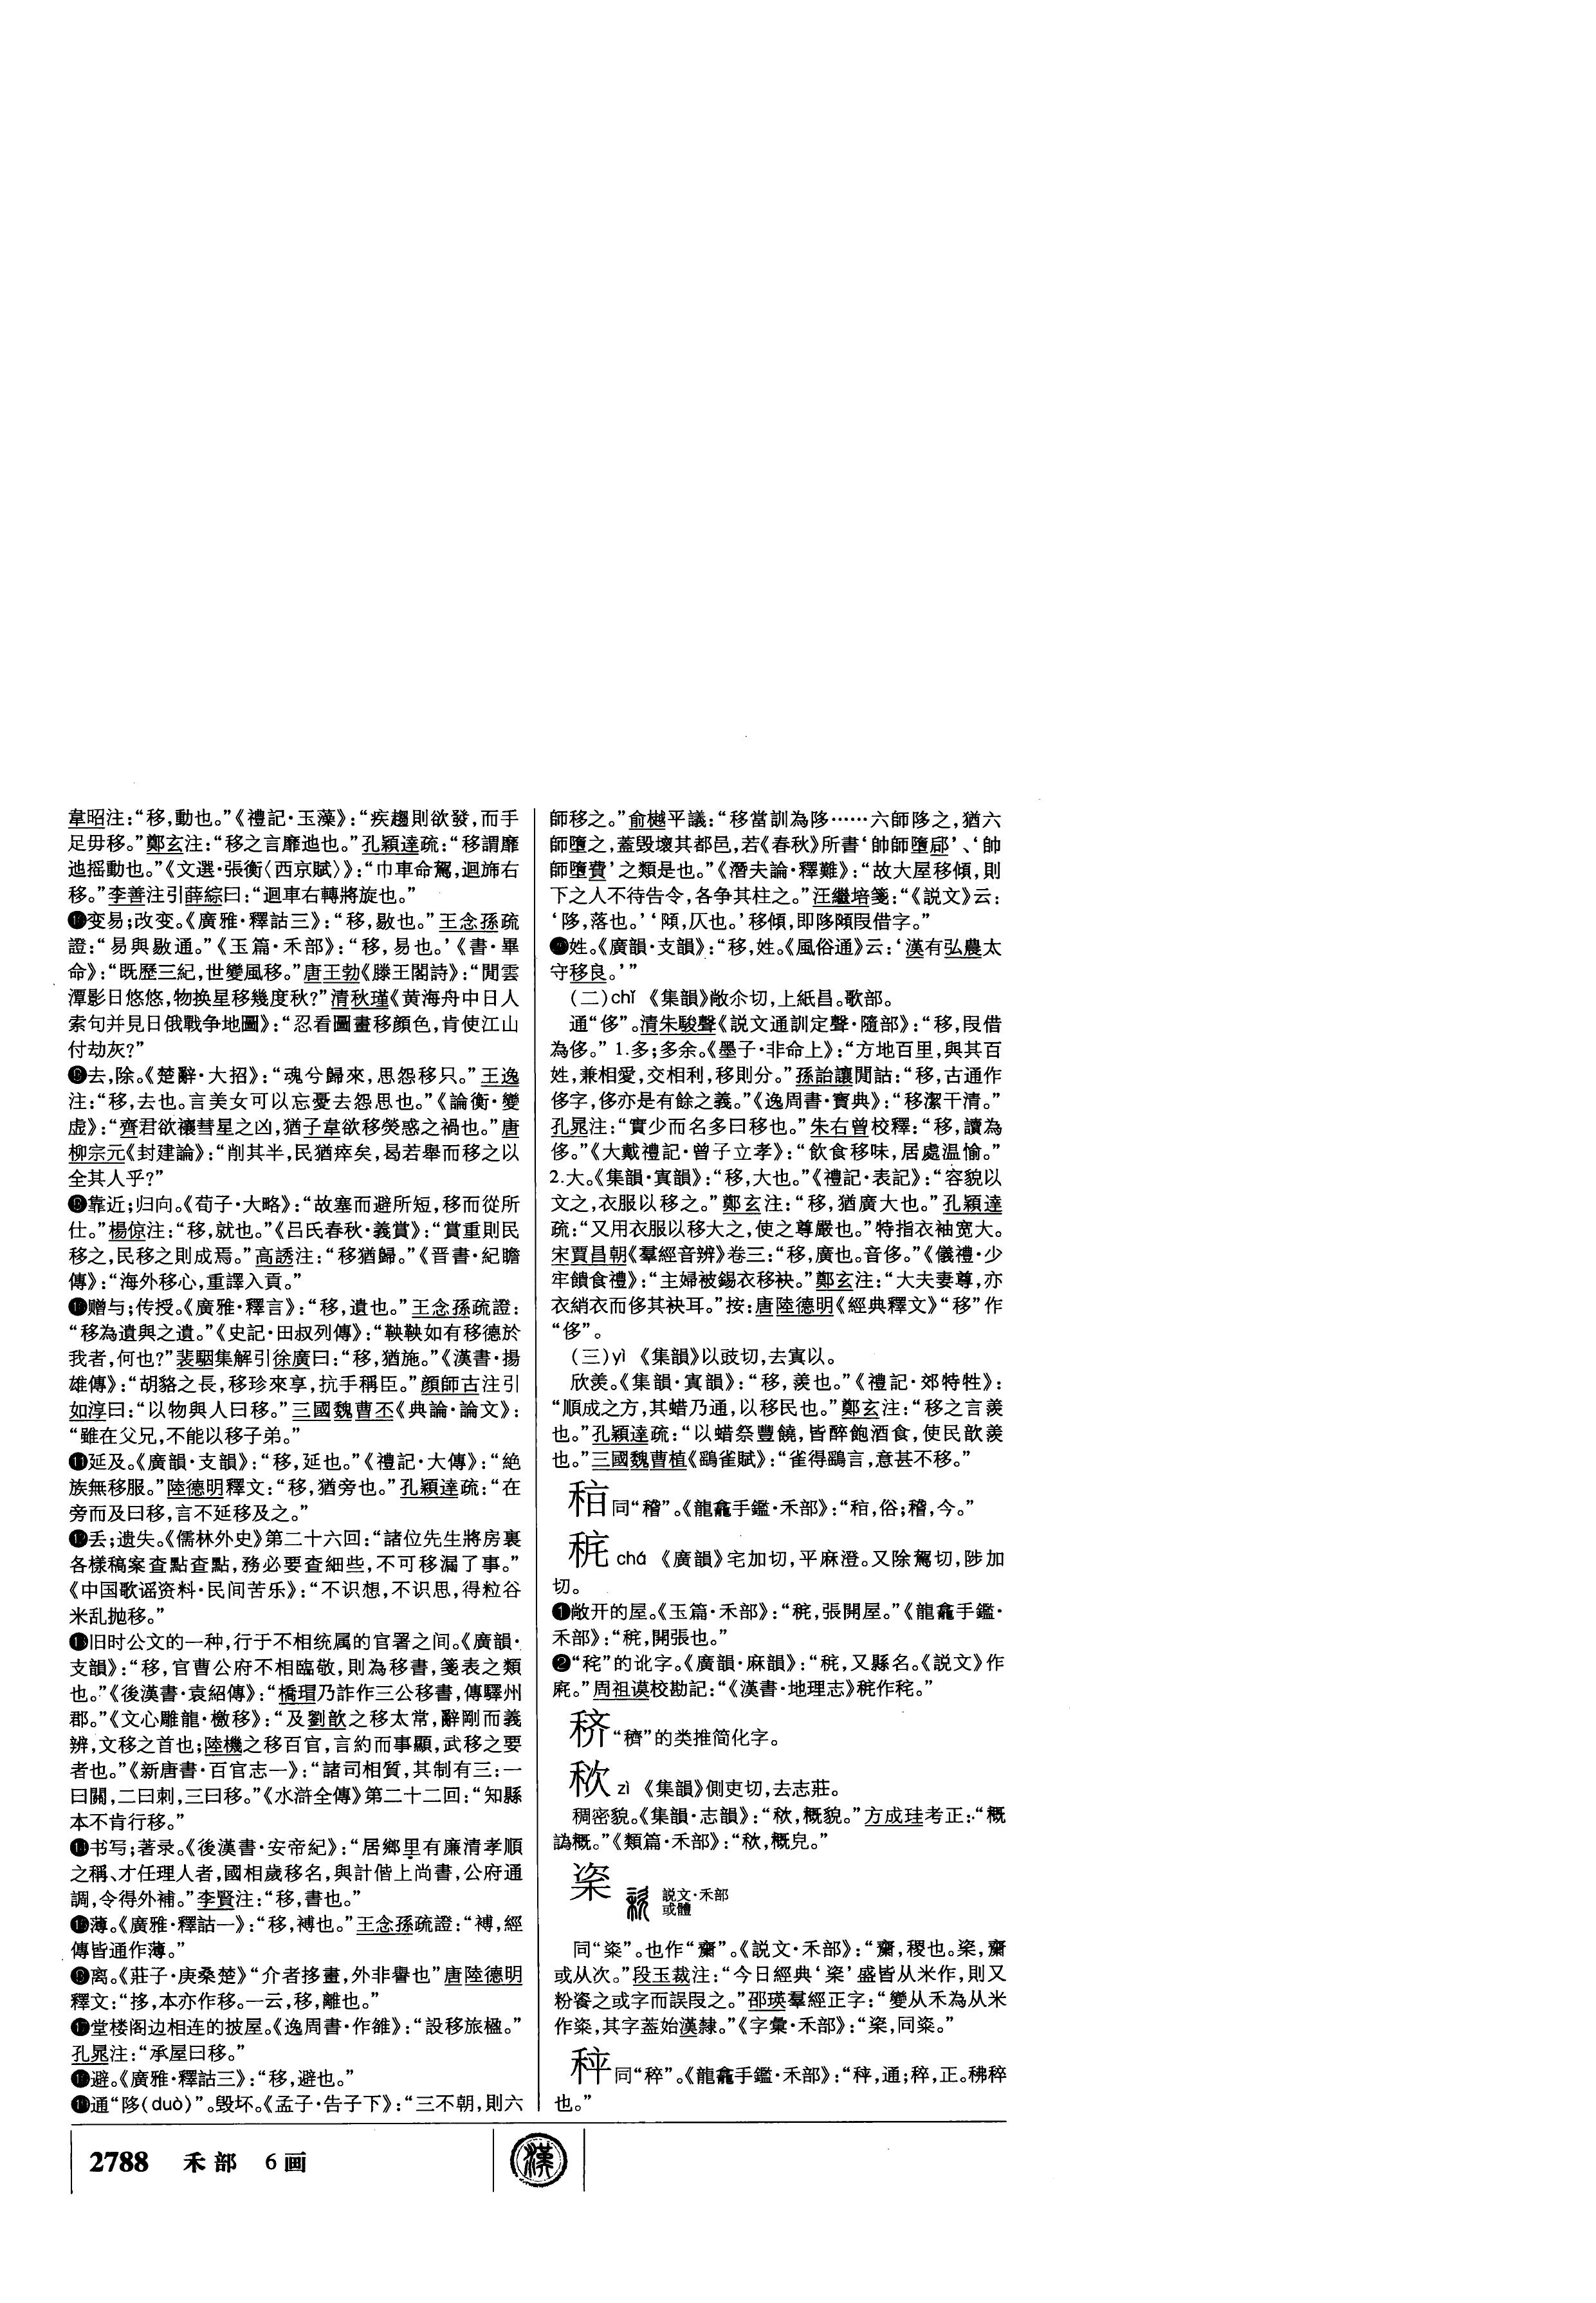 韋昭注：“移，動也。”《禮記·玉藻》：“疾趨則欲發，而手
足毋移。”鄭玄注：“移之言靡迆也。”孔穎達疏：“移謂靡
迆摇動也。”《文選·張衡〈西京賦〉》：“巾車命駕，迴斾右
移。”李善注引薛綜曰：“迴車右轉將旋也。”
變易；改变。《廣雅·釋詁三》：“移，敭也。”王念孫疏
證：“易與敭通。”《玉篇·禾部》：“移，易也。’《書·畢
命》：“既歷三紀，世變風移。”唐王勃《滕王閣詩》：“閒雲
潭影日悠悠，物换星移幾度秋？”清秋瑾《黄海舟中日人
索句并見日俄戰争地圖》：“忍看圖畫移顔色，肯使江山
付劫灰？”
去，除。《楚辭·大招》：“魂兮歸來，思怨移只。”王逸
注：“移，去也。言美女可以忘憂去怨思也。”《論衡·變
虚》：“齊君欲禳彗星之凶，猶子韋欲移熒惑之禍也。”唐
柳宗元《封建論》：“削其半，民猶瘁矣，曷若舉而移之以
全其人乎？”
靠近；归向。《荀子·大略》：“故塞而避所短，移而從所
仕。”楊倞注：“移，就也。”《吕氏春秋·義賞》：“賞重則民
移之，民移之則成焉。”高誘注：“移猶歸。”《晋書·紀瞻
傳》：“海外移心，重譯入貢。”
赠与；传授。《廣雅·釋言》：“移，遺也。”王念孫疏證：
“移為遺與之遺。”《史記·田叔列傳》：“鞅鞅如有移德於
我者，何也？”裴駰集解引徐廣曰：“移，猶施。”《漢書·揚
雄傳》：“胡貉之長，移珍來享，抗手稱臣。”顔師古注引
如淳曰：“以物與人曰移。”三國魏曹丕《典論·論文》：
“雖在父兄，不能以移子弟。”
⓫延及。《廣韻·支韻》：“移，延也。”《禮記·大傳》：“絶
族無移服。”陸德明釋文：“移，猶旁也。”孔穎達疏：“在
旁而及曰移，言不延移及之。”
⓬丢；遗失。《儒林外史》第二十六回：“諸位先生將房裏
各樣稿案查點查點，務必要查細些，不可移漏了事。”
《中国歌谣资料·民间苦乐》：“不识想，不识思，得粒谷
米乱抛移。”
⓭旧时公文的一种，行于不相统属的官署之间。《廣韻·
支韻》：“移，官曹公府不相臨敬，則為移書，箋表之類
也。”《後漢書·袁紹傳》：“橋瑁乃詐作三公移書，傳驛州
郡。”《文心雕龍·檄移》：“及劉歆之移太常，辭剛而義
辨，文移之首也；陸機之移百官，言約而事顯，武移之要
者也。”《新唐書·百官志一》：“諸司相質，其制有三：一
曰關，二曰刺，三曰移。”《水滸全傳》第二十二回：“知縣
本不肯行移。”
⓮书写；著录。《後漢書·安帝紀》：“居鄉里有廉清孝順
之稱、才任理人者，國相歲移名，與計偕上尚書，公府通
調，令得外補。”李賢注：“移，書也。”
⓯薄。《廣雅·釋詁一》：“移，褠也。”王念孫疏證：“，經
傳皆通作薄。”
⓰离。《莊子·庚桑楚》“介者拸畫，外非譽也”唐陸德明
釋文：“拸，本亦作移。一云，移，離也。”
⓱堂楼阁边相连的披屋。《逸周書·作雒》：“設移旅楹。”
孔晁注：“承屋曰移。”
⓲避。《廣雅·釋詁三》：“移，避也。”
⓳通“陊（duò）”。毁坏。《孟子·告子下》：“三不朝，則六
師移之。”俞樾平議：“移當訓為陊……六師陊之，猶六
師墮之，蓋毁壞其都邑，若《春秋》所書‘帥師墮郈’、‘帥
師墮費’之類是也。”《潛夫論·釋難》：“故大屋移傾，則
下之人不待告令，各争其柱之。”汪繼培箋：“《説文》云：
‘陊，落也。’‘㑯，仄也。’移傾，即陊㑯叚借字。”
⓴姓。《廣韻·支韻》：“移，姓。《風俗通》云：‘漢有弘農太
守移良。’”
（二）chǐ 《集韻》敞尒切，上紙昌。歌部。
通“侈”。清朱駿聲《説文通訓定聲·隨部》：“移，叚借
為侈。”1.多；多余。《墨子·非命上》：“方地百里，與其百
姓，兼相愛，交相利，移則分。”孫詒讓閒詁：“移，古通作
侈字，侈亦是有餘之義。”《逸周書·寶典》：“移潔干清。”
孔晁注：“實少而名多曰移也。”朱右曾校釋：“移，讀為
侈。”《大戴禮記·曾子立孝》：“飲食移味，居處温愉。”
2.大。《集韻·寘韻》：“移，大也。”《禮記·表記》：“容貌以
文之，衣服以移之。”鄭玄注：“移，猶廣大也。”孔穎達
疏：“又用衣服以移大之，使之尊嚴也。”特指衣袖宽大。
宋賈昌朝《羣經音辨》卷三：“移，廣也。音侈。”《儀禮·少
牢饋食禮》：“主婦被錫衣移袂。”鄭玄注：“大夫妻尊，亦
衣綃衣而侈其袂耳。”按：唐陸德明《經典釋文》“移”作
“侈”。
（三）yì 《集韻》以豉切，去寘以。
欣羡。《集韻·寘韻》：“移，羡也。”《禮記·郊特牲》：
“順成之方，其蜡乃通，以移民也。”鄭玄注：“移之言羡
也。”孔穎達疏：“以蜡祭豐饒，皆醉飽酒食，使民歆羡
也。”三國魏曹植《鷂雀賦》：“雀得鷂言，意甚不移。”
同“稽”。《龍龕手鑑·禾部》：“，俗；稽，今。”
秺 chá 《廣韻》宅加切，平麻澄。又除駕切，陟加
切。
❶敞开的屋。《玉篇·禾部》：“，張開屋。”《龍龕手鑑·
禾部》：“，開張也。”
❷“秺”的讹字。《廣韻·麻韻》：“，又縣名。《説文》作
庑。”周祖谟校勘記：“《漢書·地理志》作秺。”
䅟“穧”的类推简化字。
䅆 zì 《集韻》側吏切，去志莊。
稠密貌。《集韻·志韻》：“，穊貌。”方成珪考正：“概
譌穊。”《類篇·禾部》：“，穊皃。”
秶 説文·禾部
或體
同“粢”。也作“齋”。《説文·禾部》：“齋，稷也。秶，齋
或从次。”段玉裁注：“今日經典‘粢’盛皆从米作，則又
粉餈之或字而誤叚之。”邵瑛羣經正字：“變从禾為从米
作粢，其字蓋始漢隸。”《字彙·禾部》：“秶，同粢。”
同“稡”。《龍龕手鑑·禾部》：“，通；稡，正。稡也。”
2788 禾部 6画
漢